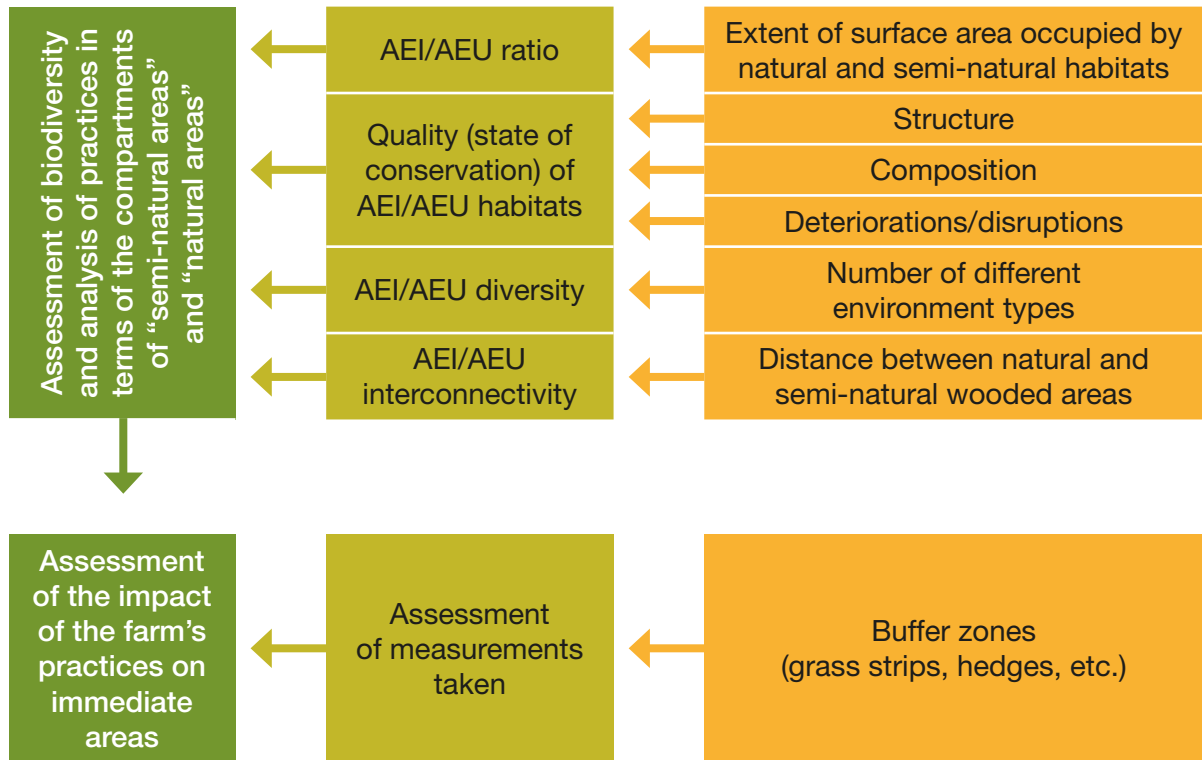 Assessment of biodiversity
and analysis of practices in
terms of the compartments
of “semi-natural areas”
and “natural areas”
AEI/AEU ratio
Extent of surface area occupied by
natural and semi-natural habitats
Quality (state of
conservation) of
AEI/AEU habitats
Structure
Composition
Deteriorations/disruptions
AEI/AEU diversity
Number of different
environment types
AEI/AEU
interconnectivity
Distance between natural and
semi-natural wooded areas
Assessment
of the impact
of the farm’s
practices on
immediate
areas
Assessment
of measurements
taken
Buffer zones
(grass strips, hedges, etc.)